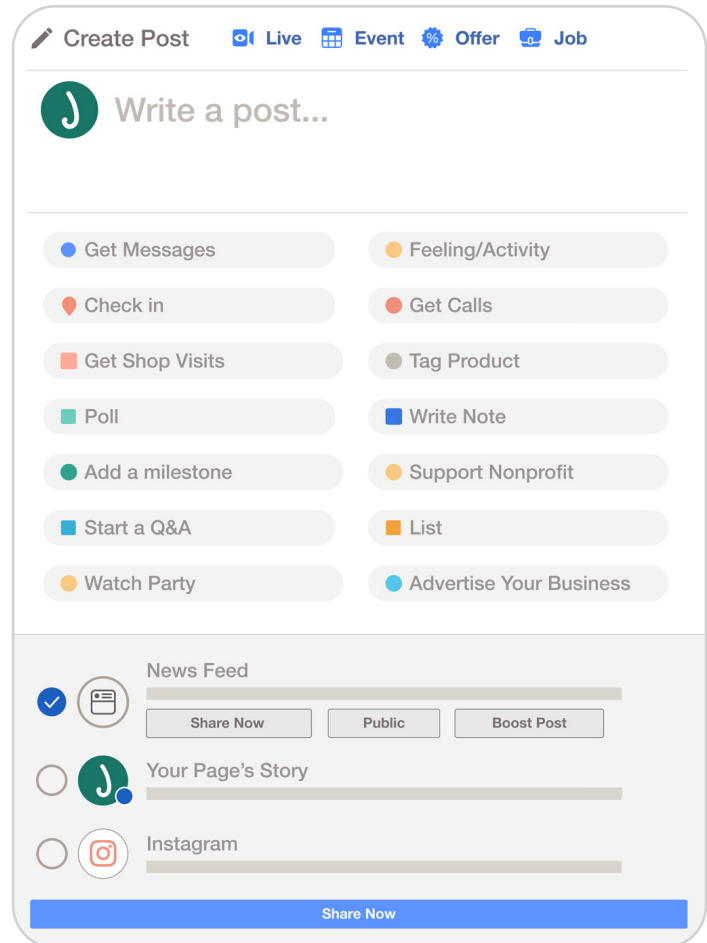 Create Post Live Event Offer Job
Write a post...
Get Messages Feeling/Activity
Check in Get Calls
Get Shop Visits Tag Product
Poll Write Note
Add a milestone Support Nonprofit
Start a Q&A List
Watch Party Advertise Your Business
News Feed
Share Now Public Boost Post
Your Page’s Story
Instagram
Share Now